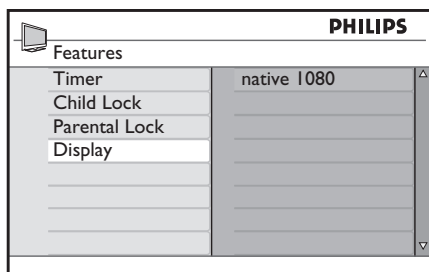 PHILIPS
Features
Timer native 1080
Child Lock
Parental Lock
Display